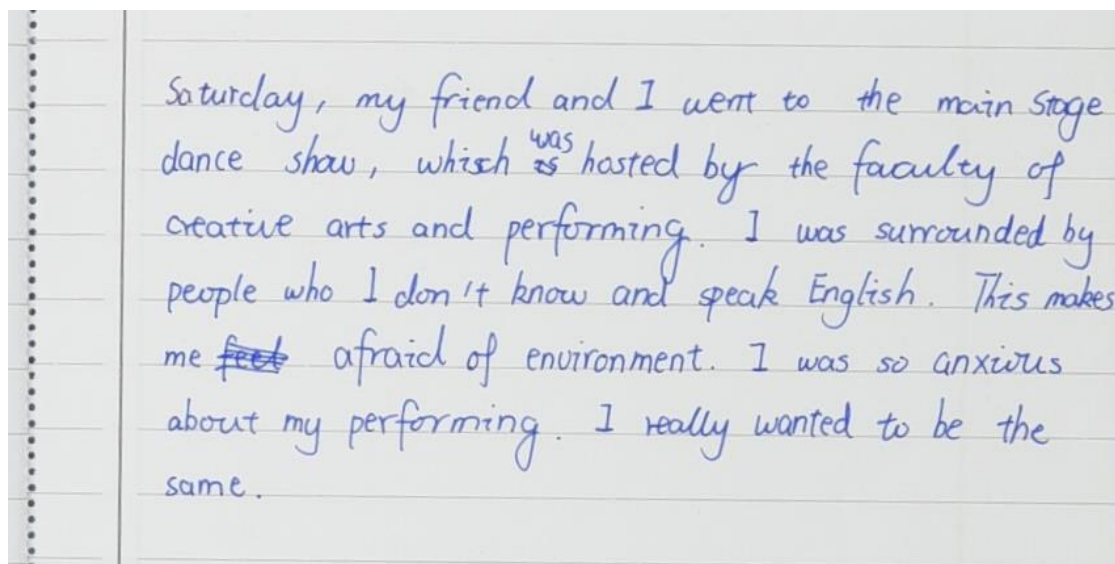 Saturday, my friend and I went to the main Stage
dance show, which was hosted by the faculty of
creative arts and performing. I was surrounded by
people who I don't know and speak English. This makes
me afraid of environment. I was so anxious
about my performing. I really wanted to be the
same.